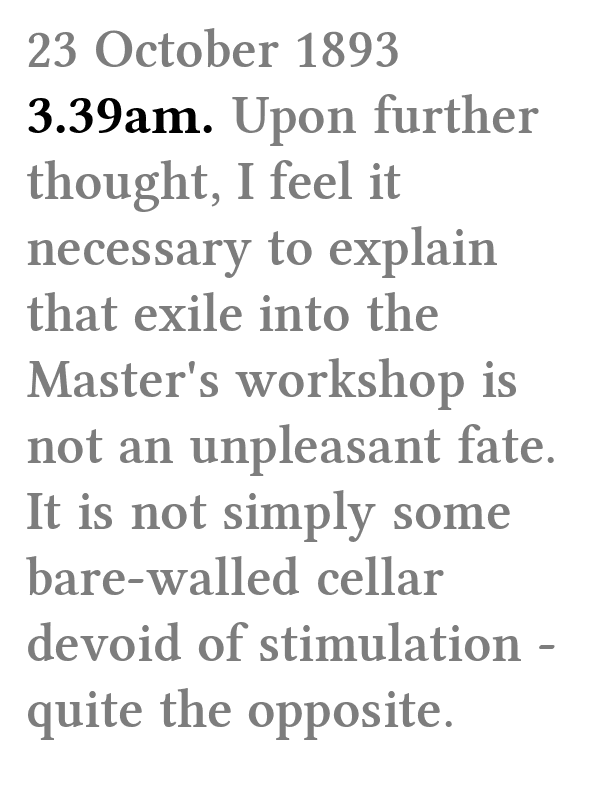 23 October 1893
3.39am. Upon further
thought, I feel it
necessary to explain
that exile into the
Master's workshop is
not an unpleasant fate.
It is not simply some
bare-walled cellar
devoid of stimulation -
quite the opposite.